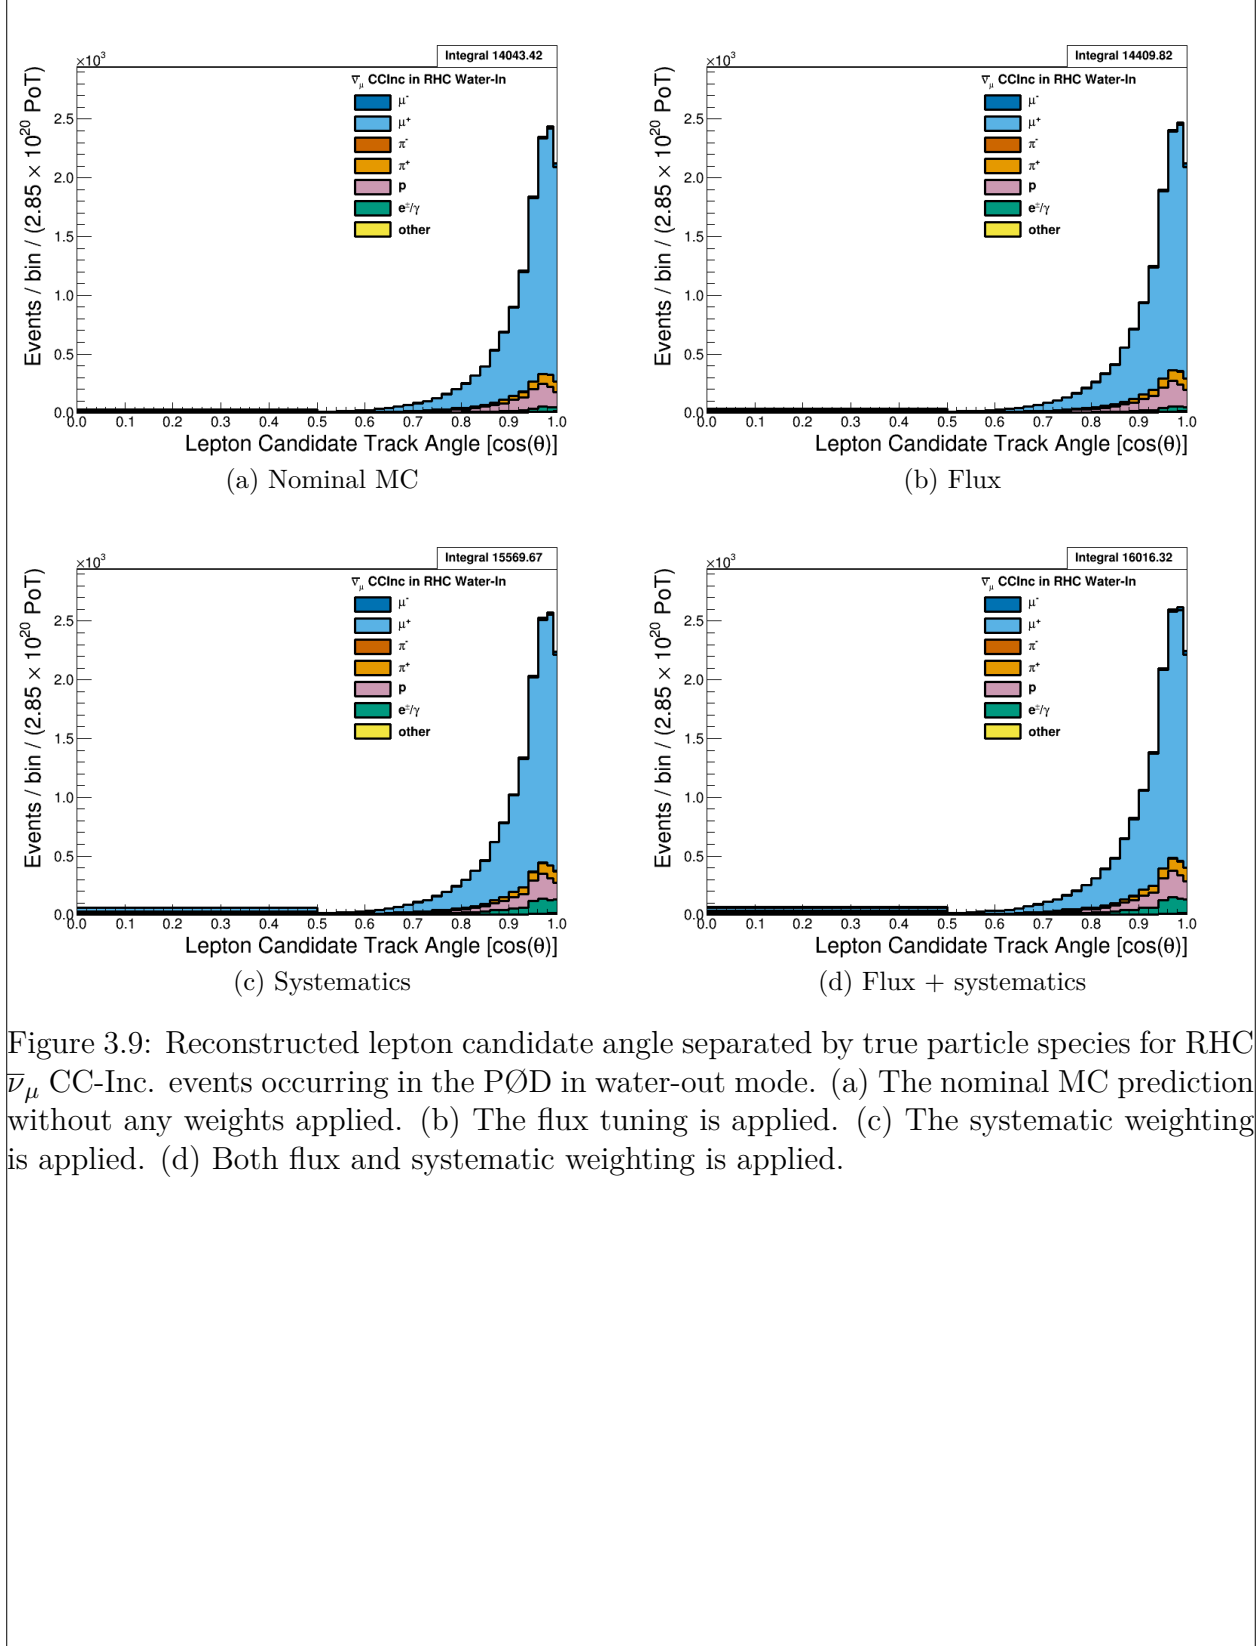 ×10³
Integral 14043.42
Events / bin / (2.85 × 10²⁰ PoT)
ν̅μ CCInc in RHC Water-In
μ⁻
μ⁺
π⁻
π⁺
p
e±/γ
other
2.5
2.0
1.5
1.0
0.5
0.0
0.0 0.1 0.2 0.3 0.4 0.5 0.6 0.7 0.8 0.9 1.0
Lepton Candidate Track Angle [cos(θ)]
(a) Nominal MC
×10³
Integral 14409.82
Events / bin / (2.85 × 10²⁰ PoT)
ν̅μ CCInc in RHC Water-In
μ⁻
μ⁺
π⁻
π⁺
p
e±/γ
other
2.5
2.0
1.5
1.0
0.5
0.0
0.0 0.1 0.2 0.3 0.4 0.5 0.6 0.7 0.8 0.9 1.0
Lepton Candidate Track Angle [cos(θ)]
(b) Flux
×10³
Integral 15569.67
Events / bin / (2.85 × 10²⁰ PoT)
ν̅μ CCInc in RHC Water-In
μ⁻
μ⁺
π⁻
π⁺
p
e±/γ
other
2.5
2.0
1.5
1.0
0.5
0.0
0.0 0.1 0.2 0.3 0.4 0.5 0.6 0.7 0.8 0.9 1.0
Lepton Candidate Track Angle [cos(θ)]
(c) Systematics
×10³
Integral 16016.32
Events / bin / (2.85 × 10²⁰ PoT)
ν̅μ CCInc in RHC Water-In
μ⁻
μ⁺
π⁻
π⁺
p
e±/γ
other
2.5
2.0
1.5
1.0
0.5
0.0
0.0 0.1 0.2 0.3 0.4 0.5 0.6 0.7 0.8 0.9 1.0
Lepton Candidate Track Angle [cos(θ)]
(d) Flux + systematics
Figure 3.9: Reconstructed lepton candidate angle separated by true particle species for RHC
ν̅μ CC-Inc. events occurring in the PØD in water-out mode. (a) The nominal MC prediction
without any weights applied. (b) The flux tuning is applied. (c) The systematic weighting
is applied. (d) Both flux and systematic weighting is applied.